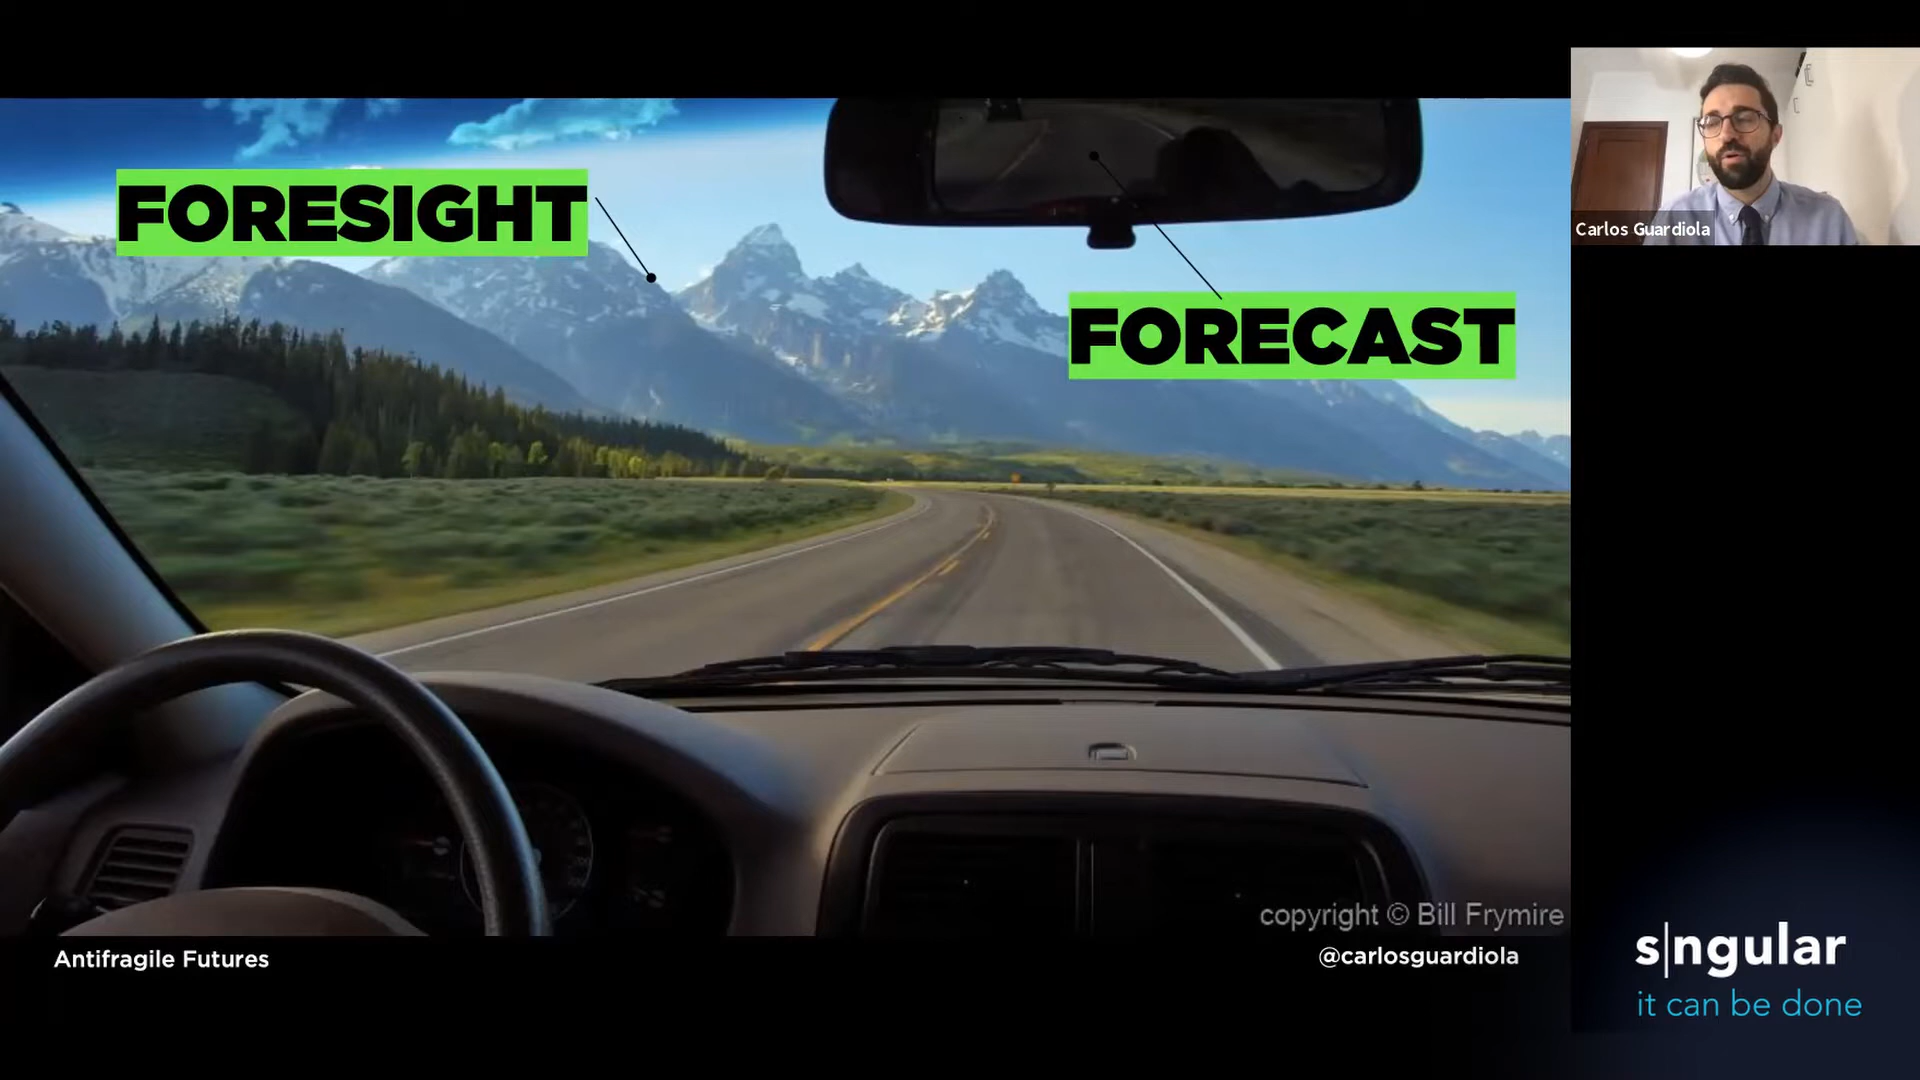 FORESIGHT
FORECAST
Carlos Guardiola
copyright © Bill Frymire
Antifragile Futures
@carlosguardiola
s|ngular
it can be done